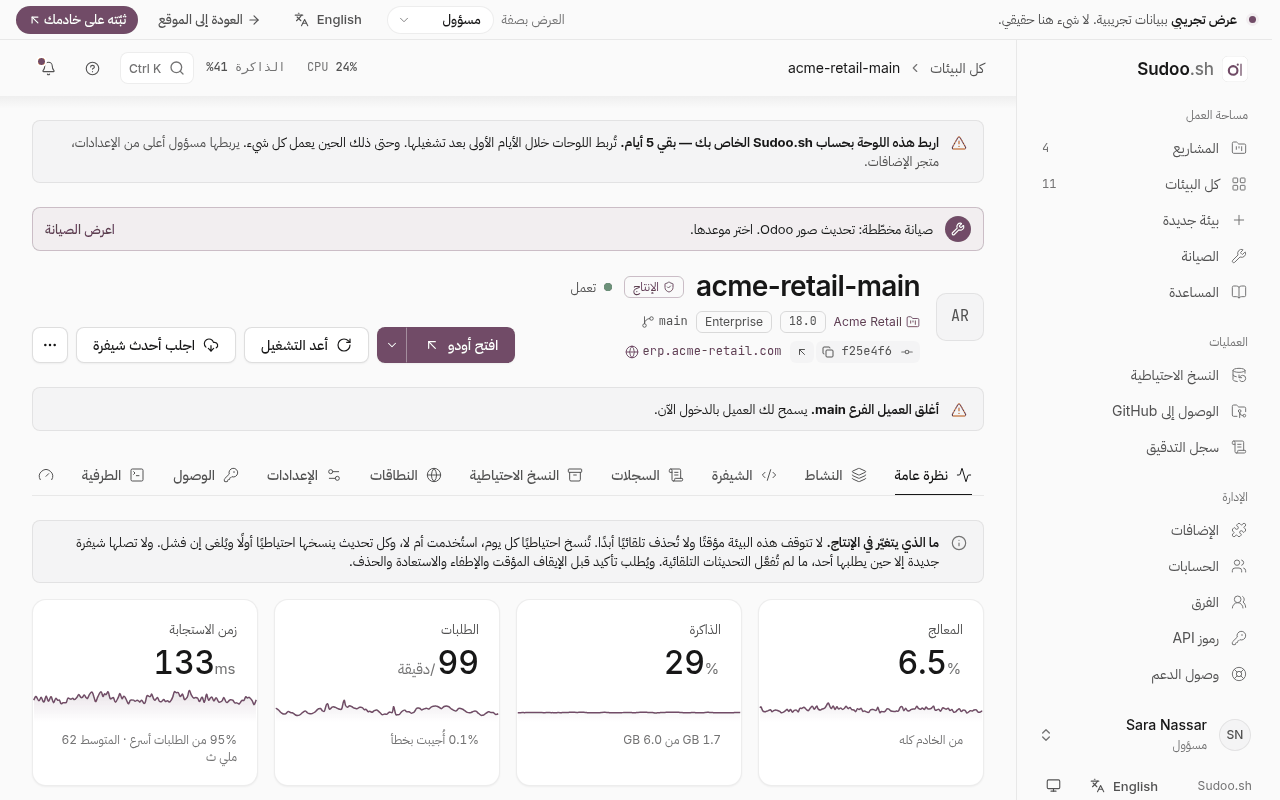 عرض تجريبي ببيانات تجريبية. لا شيء هنا حقيقي.
العرض بصفة
مسؤول
English
العودة إلى الموقع
ثبّته على خادمك
Sudoo.sh
مساحة العمل
المشاريع 4
كل البيئات 11
بيئة جديدة
الصيانة
المساعدة
العمليات
النسخ الاحتياطية
الوصول إلى GitHub
سجل التدقيق
الإدارة
الإضافات
الحسابات
الفرق
رموز API
وصول الدعم
SN
Sara Nassar
مسؤول
Sudoo.sh
English
كل البيئات
acme-retail-main
CPU 24%
الذاكرة 41%
Ctrl K
اربط هذه اللوحة بحساب Sudoo.sh الخاص بك — بقي 5 أيام. تُربط اللوحات خلال الأيام الأولى بعد تشغيلها. وحتى ذلك الحين يعمل كل شيء. يربطها مسؤول أعلى من الإعدادات،
متجر الإضافات.
صيانة مخطّطة: تحديث صور Odoo. اختر موعدها.
اعرض الصيانة
AR
acme-retail-main
الإنتاج
تعمل
Acme Retail
18.0
Enterprise
main
f25e4f6
erp.acme-retail.com
افتح أودو
أعد التشغيل
اجلب أحدث شيفرة
أغلق العميل الفرع main. يسمح لك العميل بالدخول الآن.
نظرة عامة
النشاط
الشيفرة
السجلات
النسخ الاحتياطية
النطاقات
الإعدادات
الوصول
الطرفية
ما الذي يتغيّر في الإنتاج. لا تتوقف هذه البيئة مؤقتًا ولا تُحذف تلقائيًا أبدًا. تُنسخ احتياطيًا كل يوم، استُخدمت أم لا، وكل تحديث ينسخها احتياطيًا أولًا ويُلغى إن فشل. ولا تصلها شيفرة
جديدة إلا حين يطلبها أحد، ما لم تُفعَّل التحديثات التلقائية. ويُطلب تأكيد قبل الإيقاف المؤقت والإطفاء والاستعادة والحذف.
المعالج
6.5%
من الخادم كله
الذاكرة
29%
1.7 GB من 6.0 GB
الطلبات
99/دقيقة
0.1% أُجيبت بخطأ
زمن الاستجابة
133ms
95% من الطلبات أسرع · المتوسط 62
ملي ث